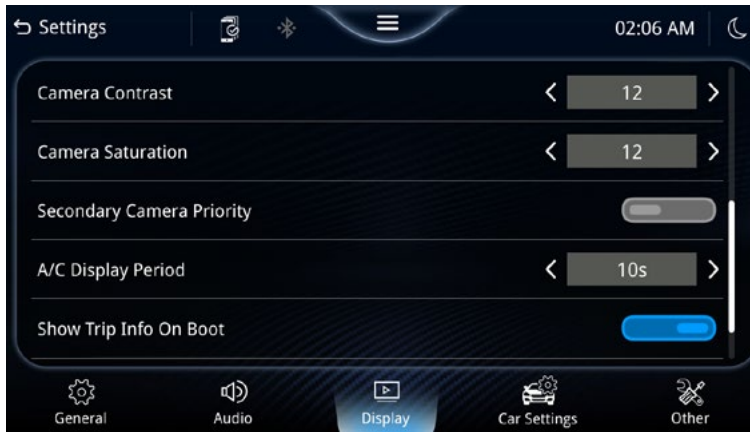 Settings
02:06 AM
Camera Contrast
12
Camera Saturation
12
Secondary Camera Priority
A/C Display Period
10s
Show Trip Info On Boot
General
Audio
Display
Car Settings
Other